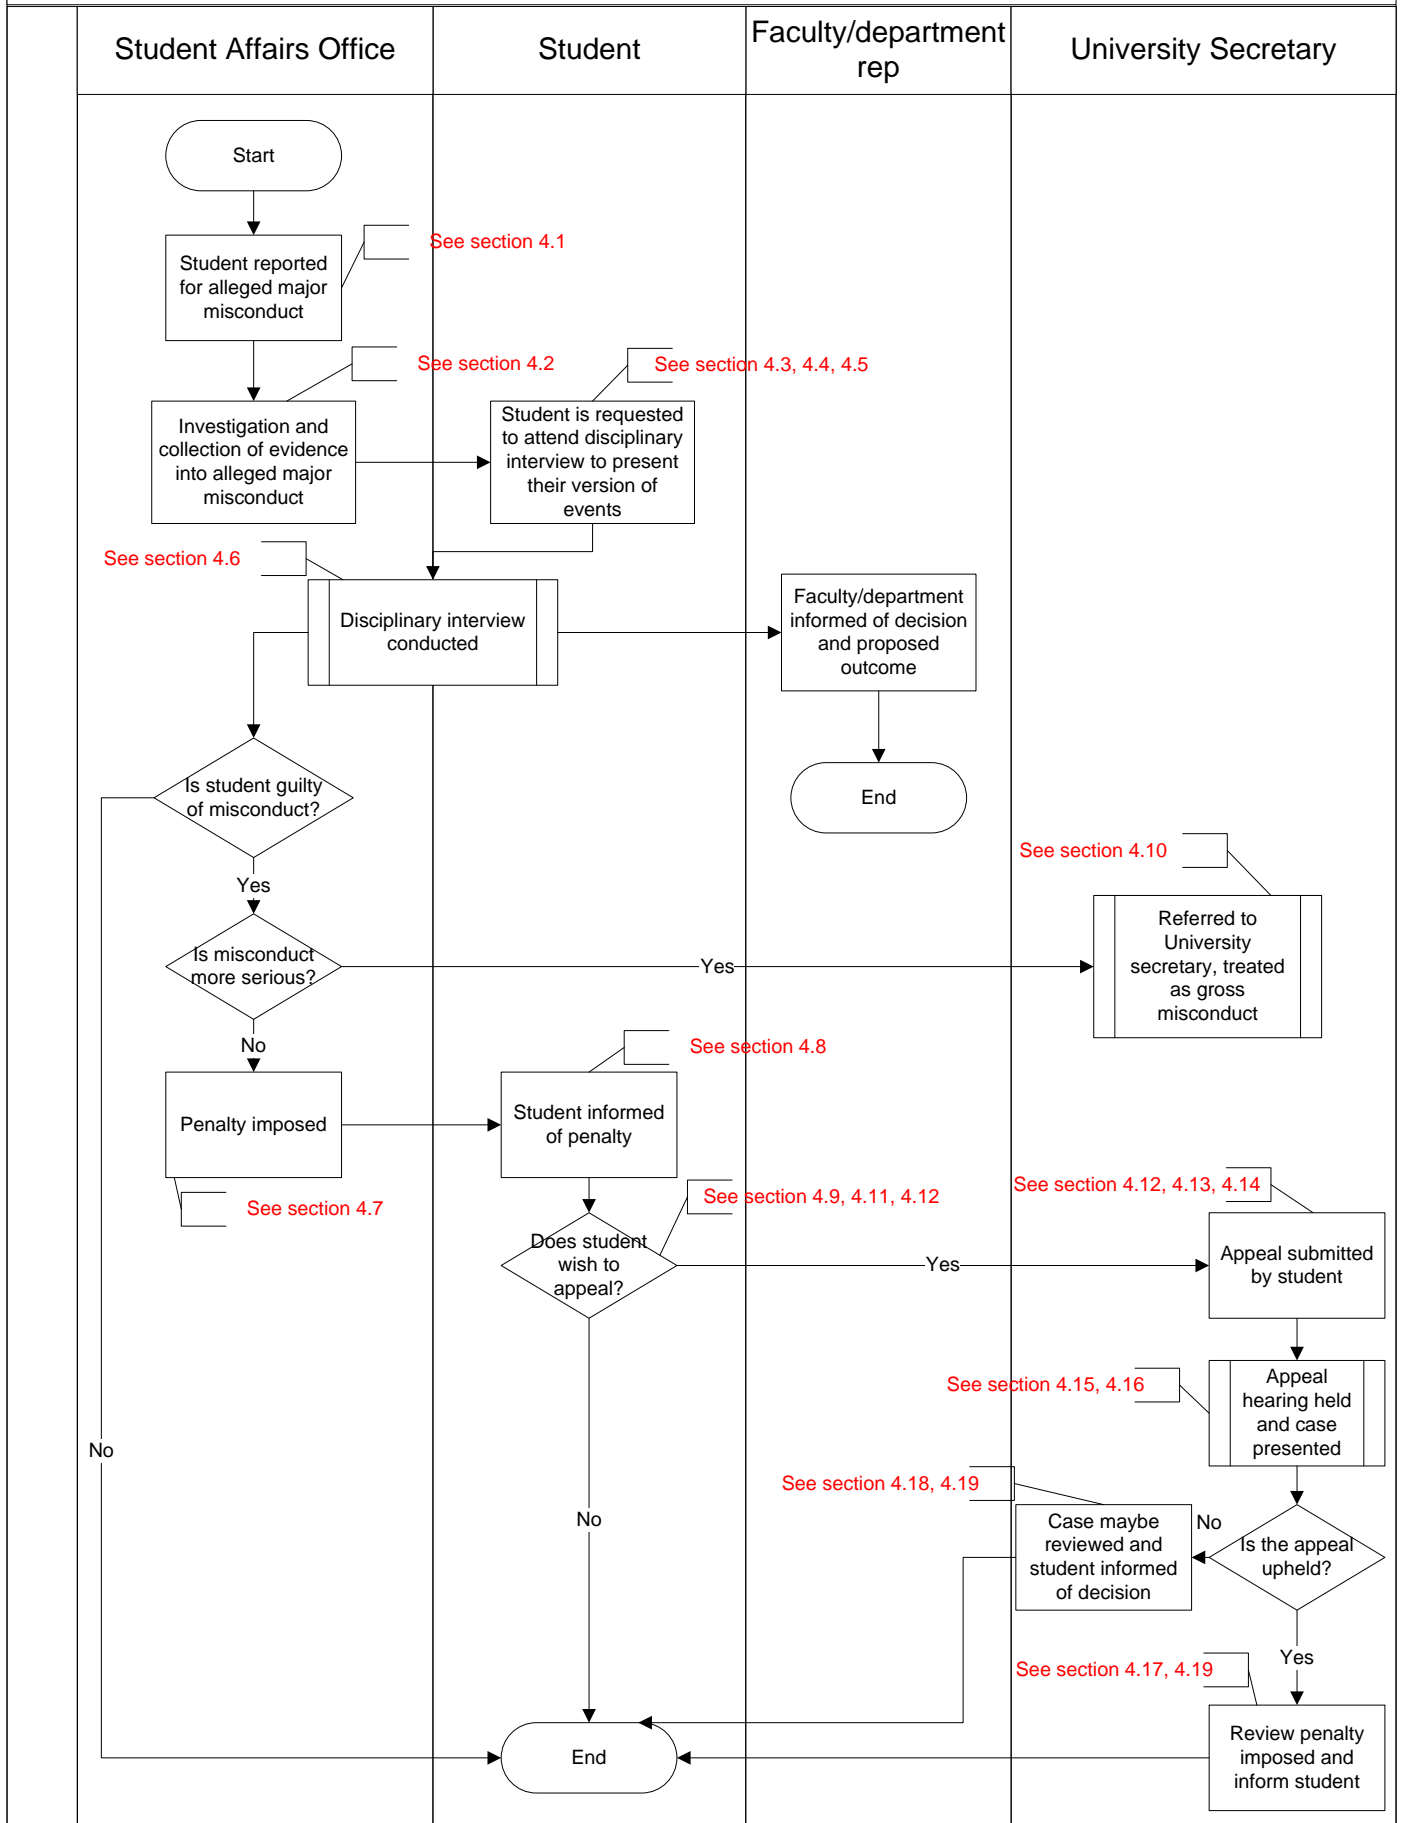 Student Affairs Office
Student
Faculty/department
rep
University Secretary
Start
See section 4.1
Student reported
for alleged major
misconduct
See section 4.2
See section 4.3, 4.4, 4.5
Investigation and
collection of evidence
into alleged major
misconduct
Student is requested
to attend disciplinary
interview to present
their version of
events
See section 4.6
Disciplinary interview
conducted
Faculty/department
informed of decision
and proposed
outcome
Is student guilty
of misconduct?
End
See section 4.10
Yes
Referred to
University
secretary, treated
as gross
misconduct
Is misconduct
more serious?
Yes
No
See section 4.8
Penalty imposed
Student informed
of penalty
See section 4.7
See section 4.9, 4.11, 4.12
See section 4.12, 4.13, 4.14
Does student
wish to
appeal?
Yes
Appeal submitted
by student
See section 4.15, 4.16
Appeal
hearing held
and case
presented
No
See section 4.18, 4.19
No
Case maybe
reviewed and
student informed
of decision
No
Is the appeal
upheld?
Yes
See section 4.17, 4.19
Review penalty
imposed and
inform student
End